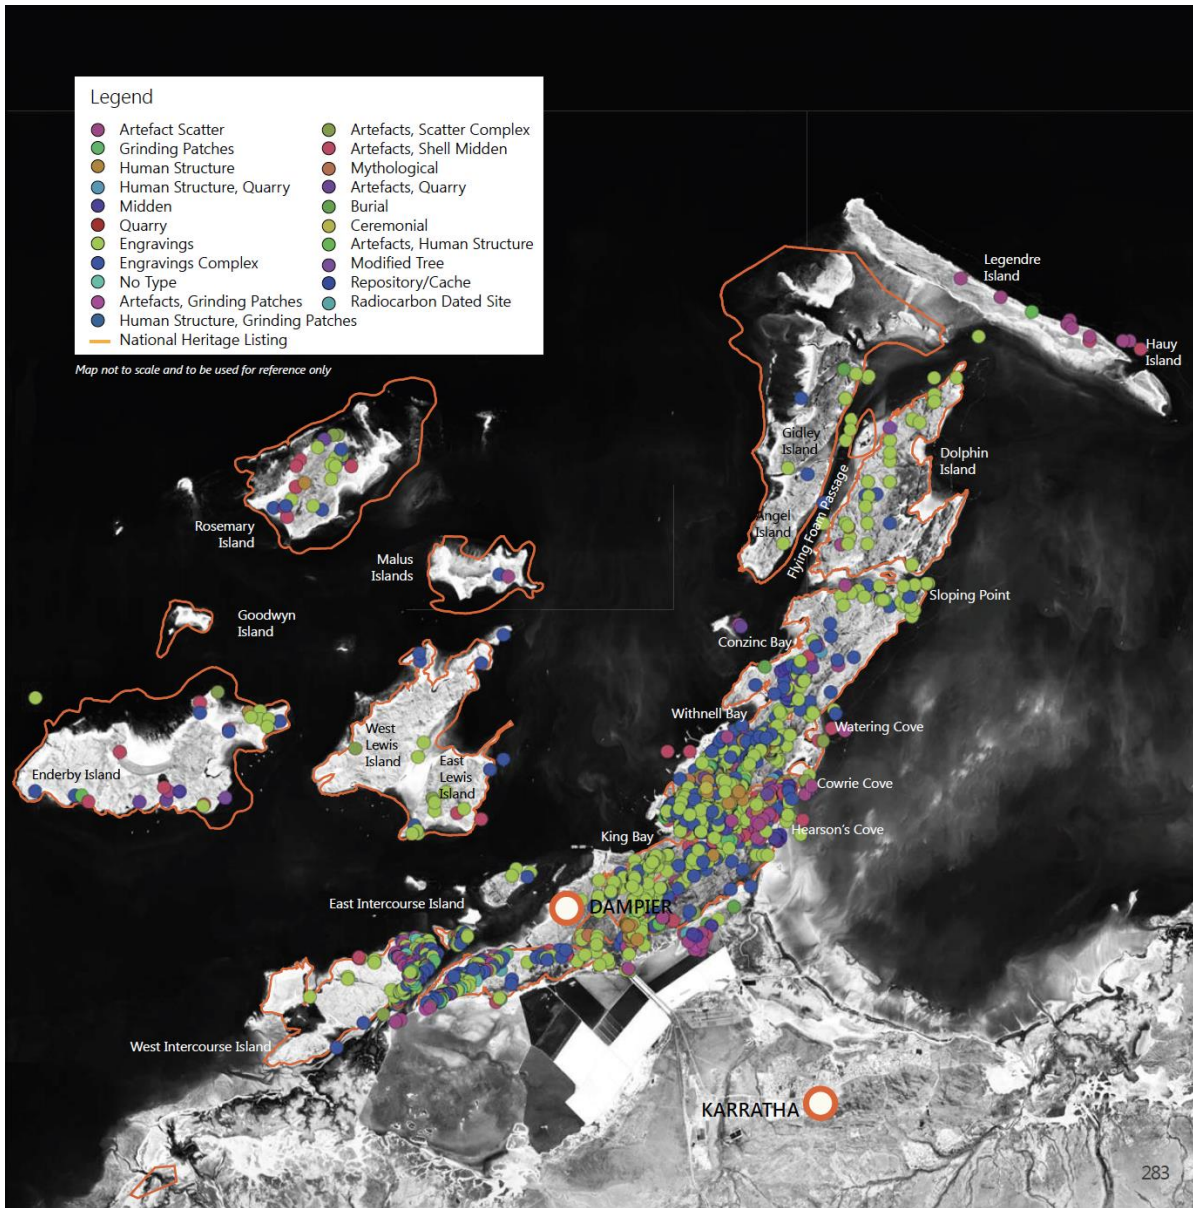 Legend
Artefact Scatter
Grinding Patches
Human Structure
Human Structure, Quarry
Midden
Quarry
Engravings
Engravings Complex
No Type
Artefacts, Grinding Patches
Human Structure, Grinding Patches
National Heritage Listing
Artefacts, Scatter Complex
Artefacts, Shell Midden
Mythological
Artefacts, Quarry
Burial
Ceremonial
Artefacts, Human Structure
Modified Tree
Repository/Cache
Radiocarbon Dated Site
Map not to scale and to be used for reference only
Legendre
Island
Hauy
Island
Gidley
Island
Dolphin
Island
Angel
Island
Flying Foam Passage
Rosemary
Island
Malus
Islands
Goodwyn
Island
Sloping Point
Conzinc Bay
Withnell Bay
Watering Cove
West
Lewis
Island
East
Lewis
Island
Enderby Island
Cowrie Cove
King Bay
Hearson's Cove
East Intercourse Island
DAMPIER
West Intercourse Island
KARRATHA
283